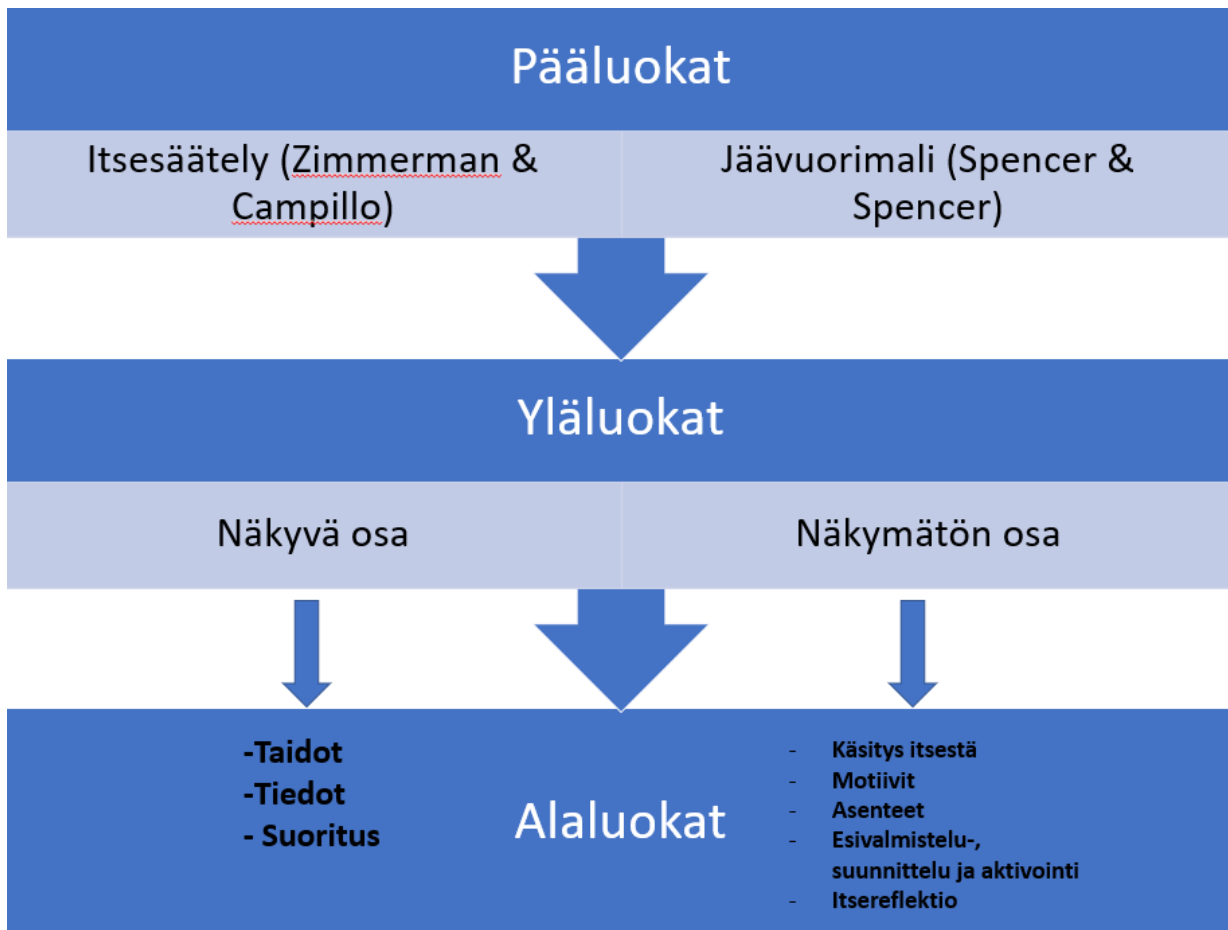 Pääluokat
Itsesäätely (Zimmerman &
Campillo)
Jäävuorimali (Spencer &
Spencer)
Yläluokat
Näkyvä osa
Näkymätön osa
-Taidot
-Tiedot
- Suoritus
Alaluokat
- Käsitys itsestä
- Motiivit
- Asenteet
- Esivalmistelu-,
suunnittelu ja aktivointi
- Itsereflektio